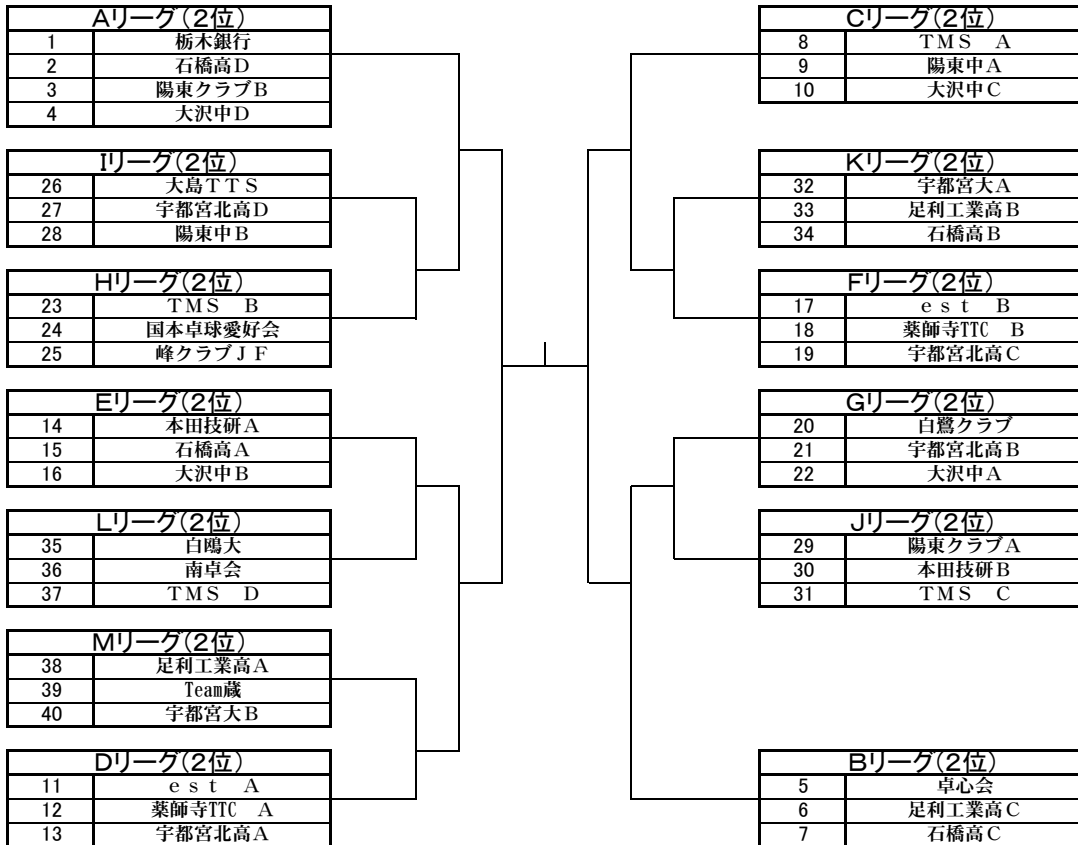 Aリーグ(2位)
1 栃木銀行
2 石橋高D
3 陽東クラブB
4 大沢中D
Iリーグ(2位)
26 大島TTS
27 宇都宮北高D
28 陽東中B
Hリーグ(2位)
23 TMS B
24 国本卓球愛好会
25 峰クラブJF
Eリーグ(2位)
14 本田技研A
15 石橋高A
16 大沢中B
Lリーグ(2位)
35 白鴎大
36 南卓会
37 TMS D
Mリーグ(2位)
38 足利工業高A
39 Team蔵
40 宇都宮大B
Dリーグ(2位)
11 est A
12 薬師寺TTC A
13 宇都宮北高A
Cリーグ(2位)
8 TMS A
9 陽東中A
10 大沢中C
Kリーグ(2位)
32 宇都宮大A
33 足利工業高B
34 石橋高B
Fリーグ(2位)
17 est B
18 薬師寺TTC B
19 宇都宮北高C
Gリーグ(2位)
20 白鷺クラブ
21 宇都宮北高B
22 大沢中A
Jリーグ(2位)
29 陽東クラブA
30 本田技研B
31 TMS C
Bリーグ(2位)
5 卓心会
6 足利工業高C
7 石橋高C